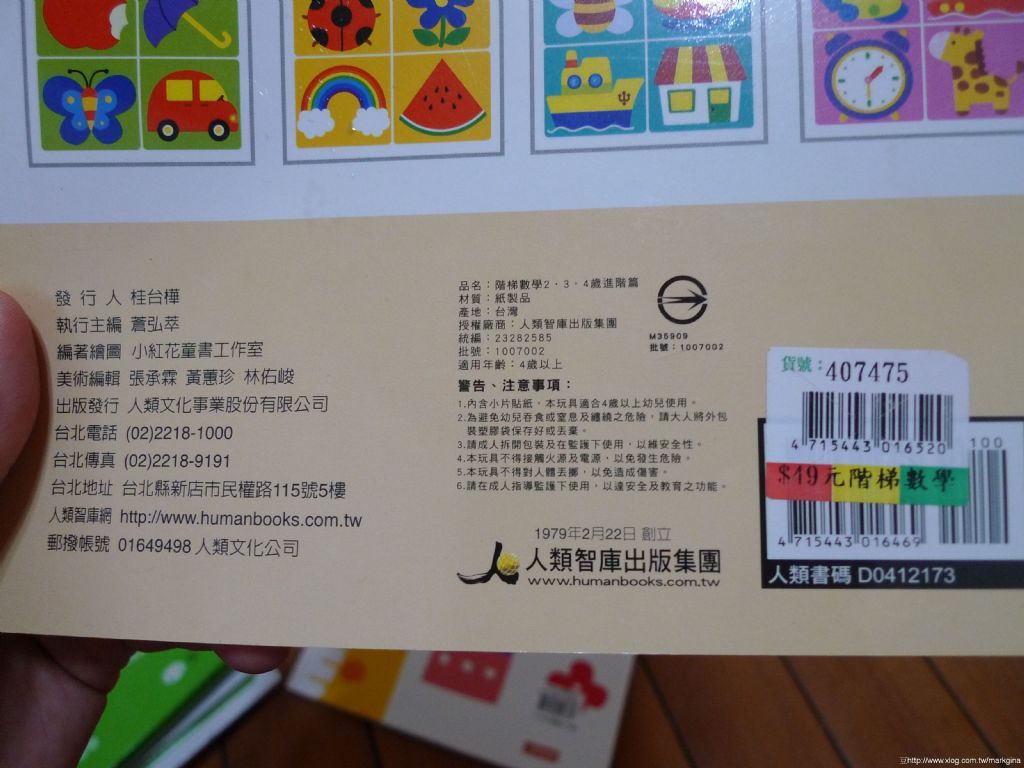 發行人 桂台樺
執行主編 蒼弘萃
編著繪圖 小紅花童書工作室
美術編輯 張承霖 黃蕙珍 林佑峻
出版發行 人類文化事業股份有限公司
台北電話 (02)2218-1000
台北傳真 (02)2218-9191
台北地址 台北縣新店市民權路115號5樓
人類智庫網 http://www.humanbooks.com.tw
郵撥帳號 01649498 人類文化公司
品名：階梯數學2‧3‧4歲進階篇
材質：紙製品
產地：台灣
授權廠商：人類智庫出版集團
統編：23282585
批號：1007002
適用年齡：4歲以上
M35909
批號：1007002
警告、注意事項：
1.內含小片貼紙，本玩具適合4歲以上幼兒使用。
2.為避免幼兒吞食或窒息及纏繞之危險，請大人將外包
裝塑膠袋保存好或丟棄。
3.請成人拆開包裝及在監護下使用，以維安全性。
4.本玩具不得接觸火源及電源，以免發生危險。
5.本玩具不得對人體丟擲，以免造成傷害。
6.請在成人指導監護下使用，以達安全及教育之功能。
1979年2月22日 創立
人類智庫出版集團
www.humanbooks.com.tw
貨號：407475
4 715443 016520
$49元階梯數學
100
4 715443 016469
人類書碼 D0412173
http://www.xlog.com.tw/markgina